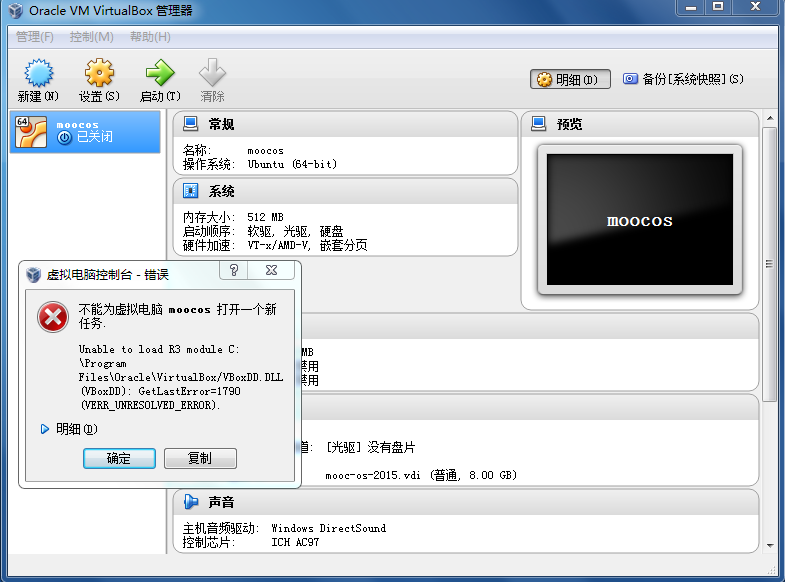 Oracle VM VirtualBox 管理器
管理(F) 控制(M) 帮助(H)
新建(N) 设置(S) 启动(T) 清除
明细(D) 备份[系统快照](S)
64 moocos
已关闭
常规
名称: moocos
操作系统: Ubuntu (64-bit)
系统
内存大小: 512 MB
启动顺序: 软驱, 光驱, 硬盘
硬件加速: VT-x/AMD-V, 嵌套分页
预览
moocos
虚拟电脑控制台 - 错误
不能为虚拟电脑 moocos 打开一个新
任务.
Unable to load R3 module C:
\Program
Files\Oracle\VirtualBox/VBoxDD.DLL
(VBoxDD): GetLastError=1790
(VERR_UNRESOLVED_ERROR).
明细(D)
确定 复制
MB
禁用
禁用
道: [光驱] 没有盘片
mooc-os-2015.vdi (普通, 8.00 GB)
声音
主机音频驱动: Windows DirectSound
控制芯片: ICH AC97